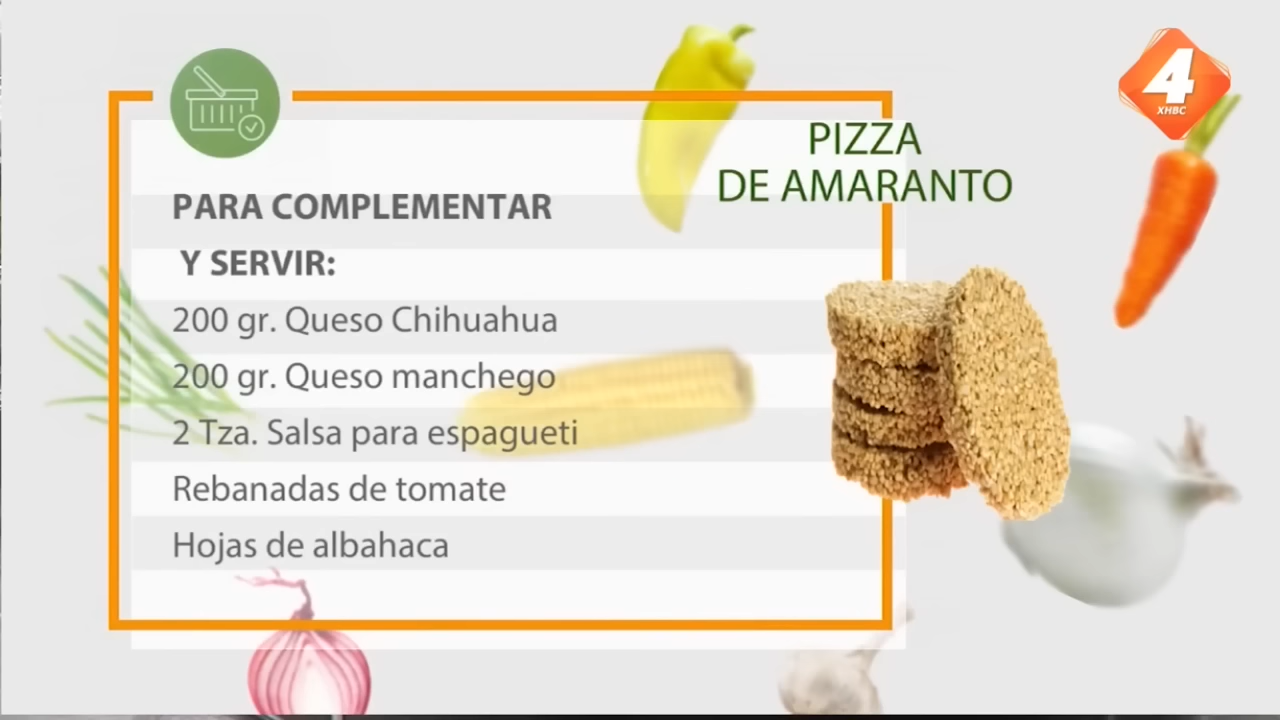 4
XHBC
PIZZA
DE AMARANTO
PARA COMPLEMENTAR
Y SERVIR:
200 gr. Queso Chihuahua
200 gr. Queso manchego
2 Tza. Salsa para espagueti
Rebanadas de tomate
Hojas de albahaca